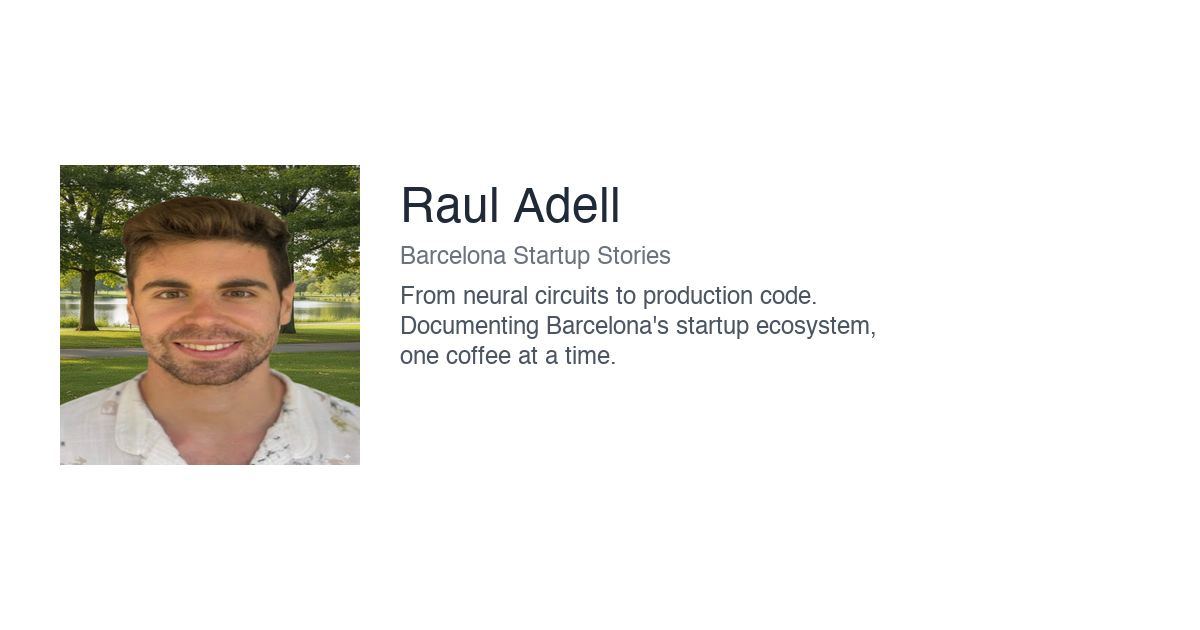 Raul Adell
Barcelona Startup Stories
From neural circuits to production code.
Documenting Barcelona's startup ecosystem,
one coffee at a time.